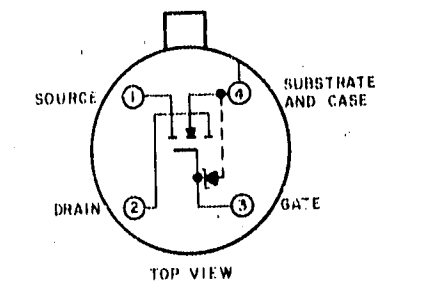 SOURCE 1
4 SUBSTRATE
AND CASE
DRAIN 2
3 GATE
TOP VIEW